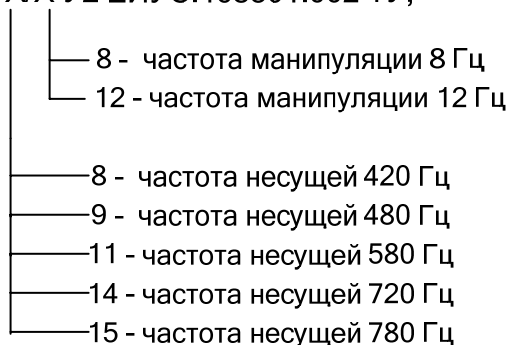 8 - частота манипуляции 8 Гц
12 - частота манипуляции 12 Гц
8 - частота несущей 420 Гц
9 - частота несущей 480 Гц
11 - частота несущей 580 Гц
14 - частота несущей 720 Гц
15 - частота несущей 780 Гц